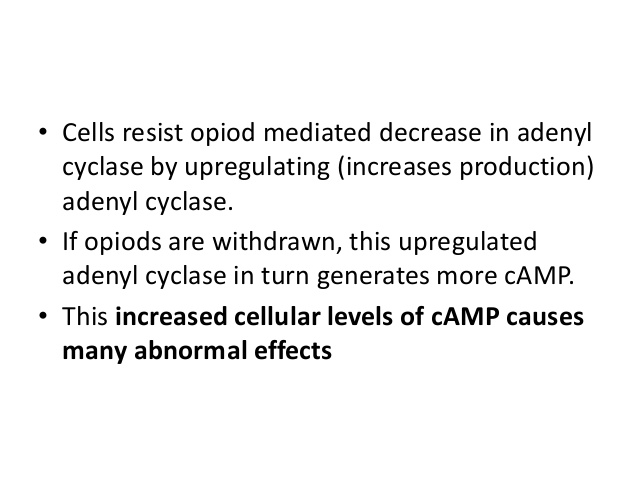 • Cells resist opiod mediated decrease in adenyl
cyclase by upregulating (increases production)
adenyl cyclase.
• If opiods are withdrawn, this upregulated
adenyl cyclase in turn generates more cAMP.
• This increased cellular levels of cAMP causes
many abnormal effects